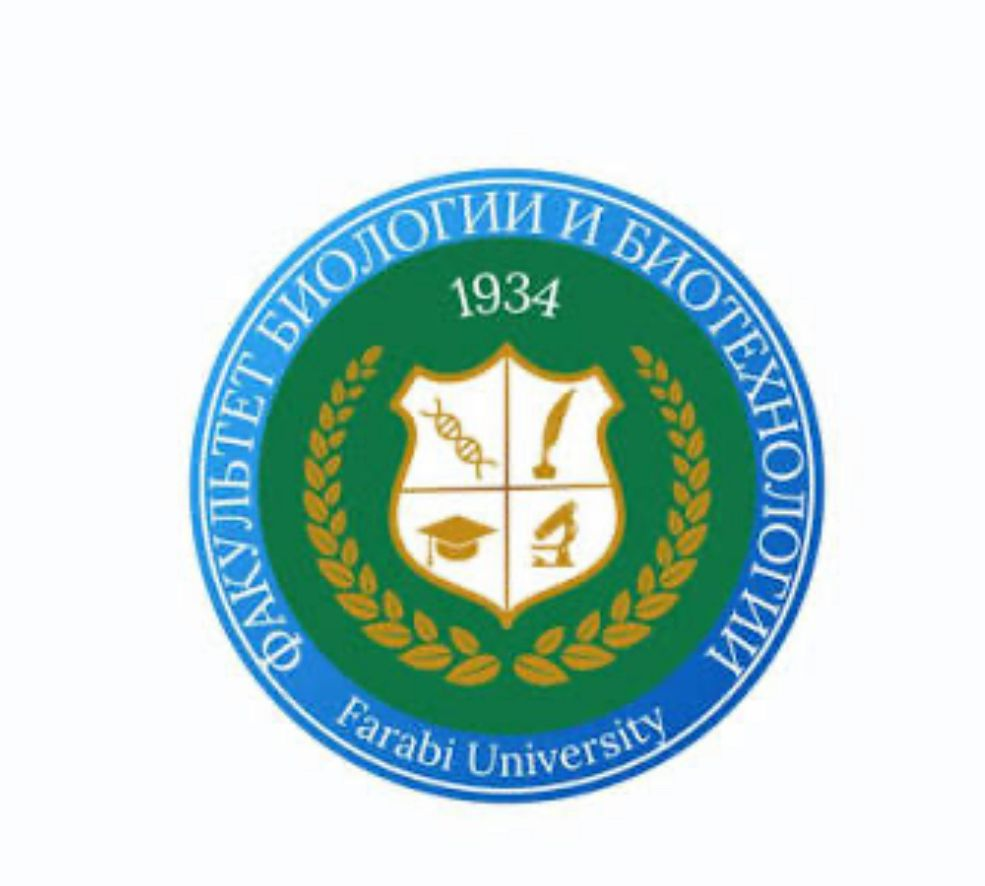 ФАКУЛЬТЕТ БИОЛОГИИ И БИОТЕХНОЛОГИИ
1934
Farabi University